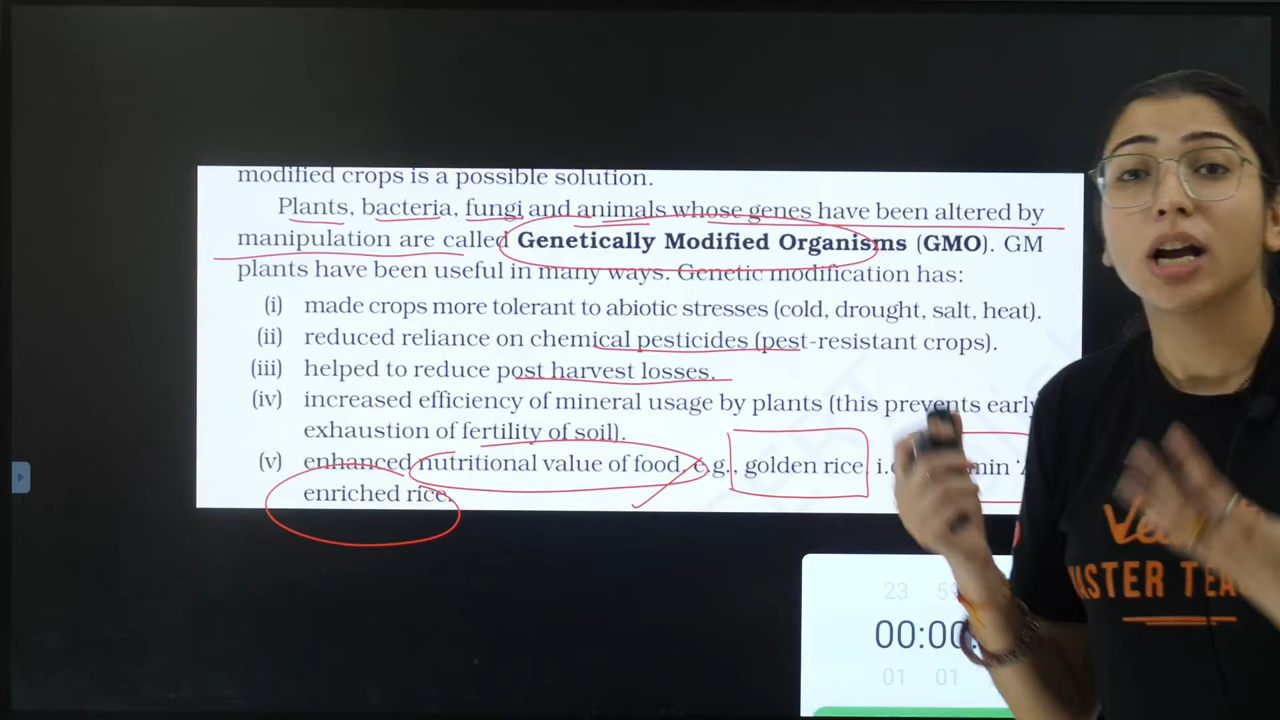 modified crops is a possible solution.
Plants, bacteria, fungi and animals whose genes have been altered by
manipulation are called Genetically Modified Organisms (GMO). GM
plants have been useful in many ways. Genetic modification has:
(i) made crops more tolerant to abiotic stresses (cold, drought, salt, heat).
(ii) reduced reliance on chemical pesticides (pest-resistant crops).
(iii) helped to reduce post harvest losses.
(iv) increased efficiency of mineral usage by plants (this prevents early
exhaustion of fertility of soil).
(v) enhanced nutritional value of food, e.g., golden rice, i.e
enriched rice.
MASTER
23
00:00
01 01